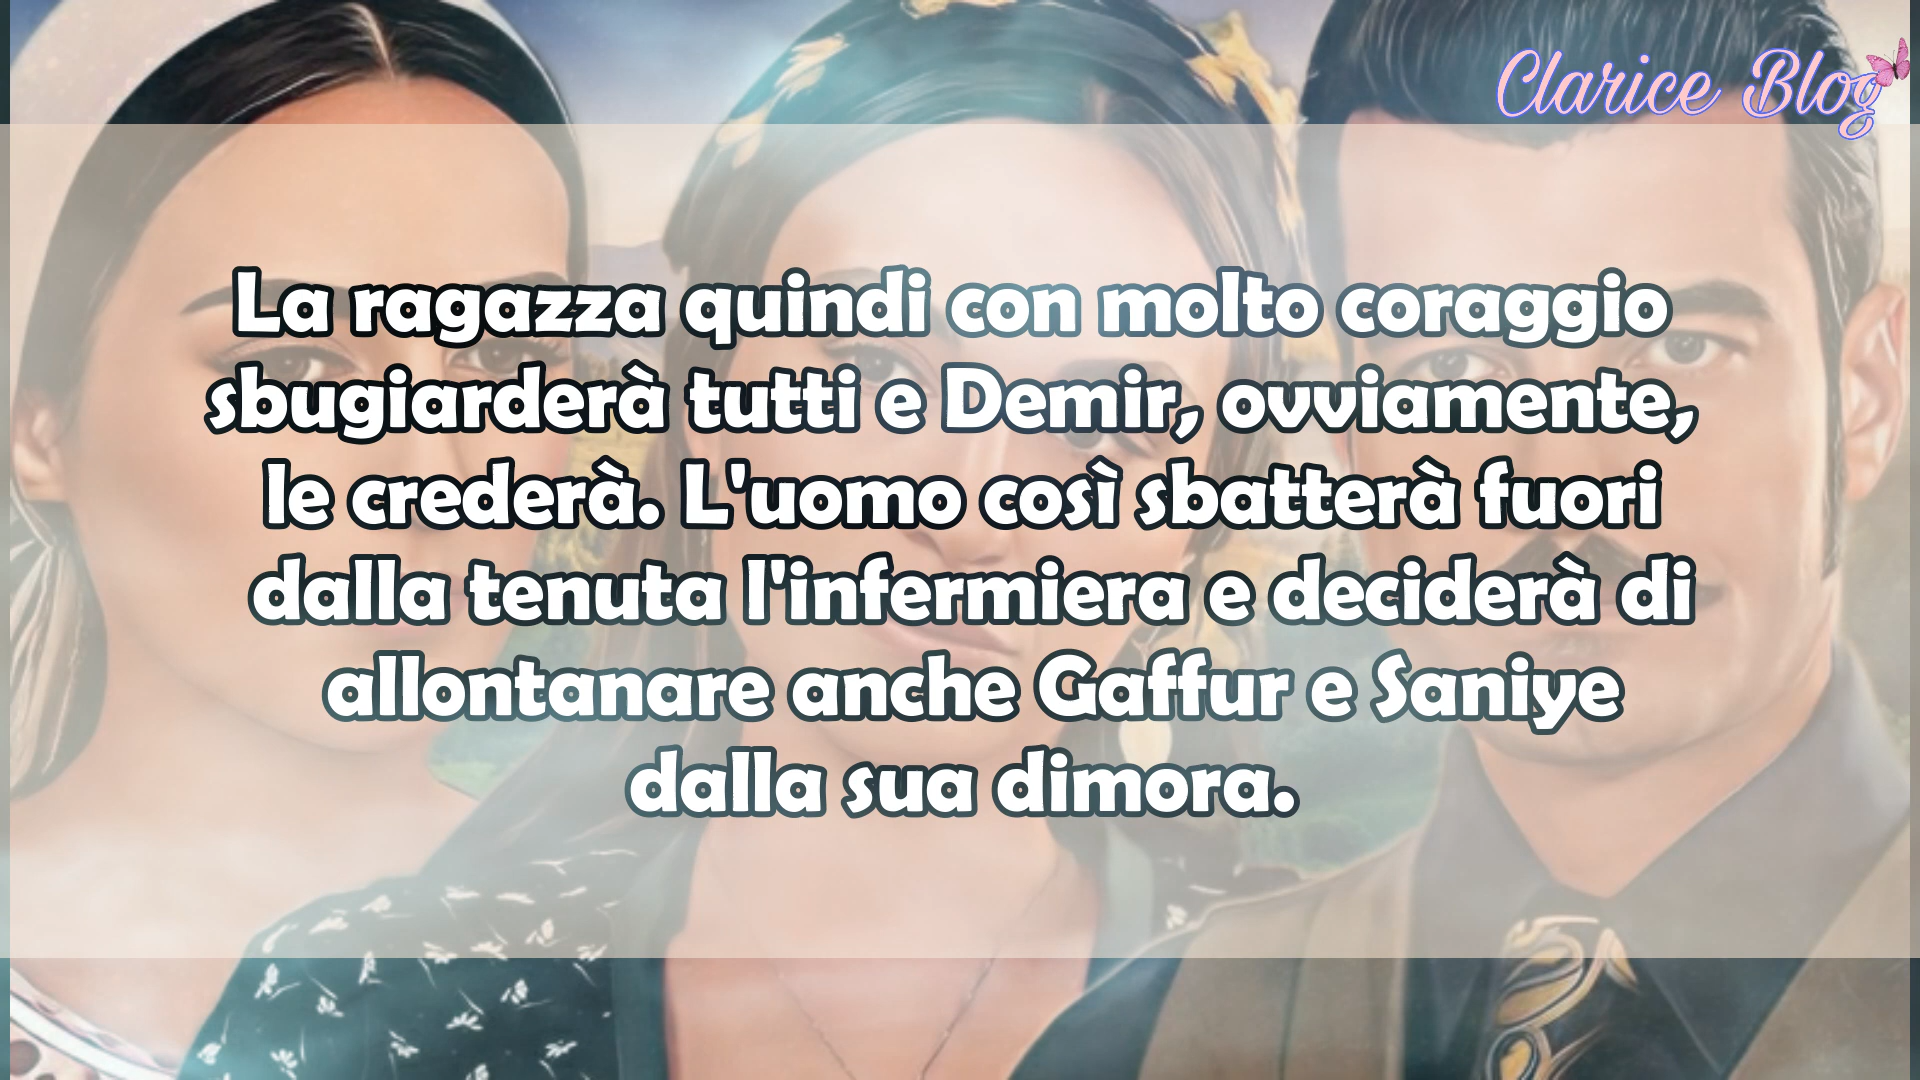 Clarice Blog
La ragazza quindi con molto coraggio
sbugiarderà tutti e Demir, ovviamente,
le crederà. L'uomo così sbatterà fuori
dalla tenuta l'infermiera e deciderà di
allontanare anche Gaffur e Saniye
dalla sua dimora.